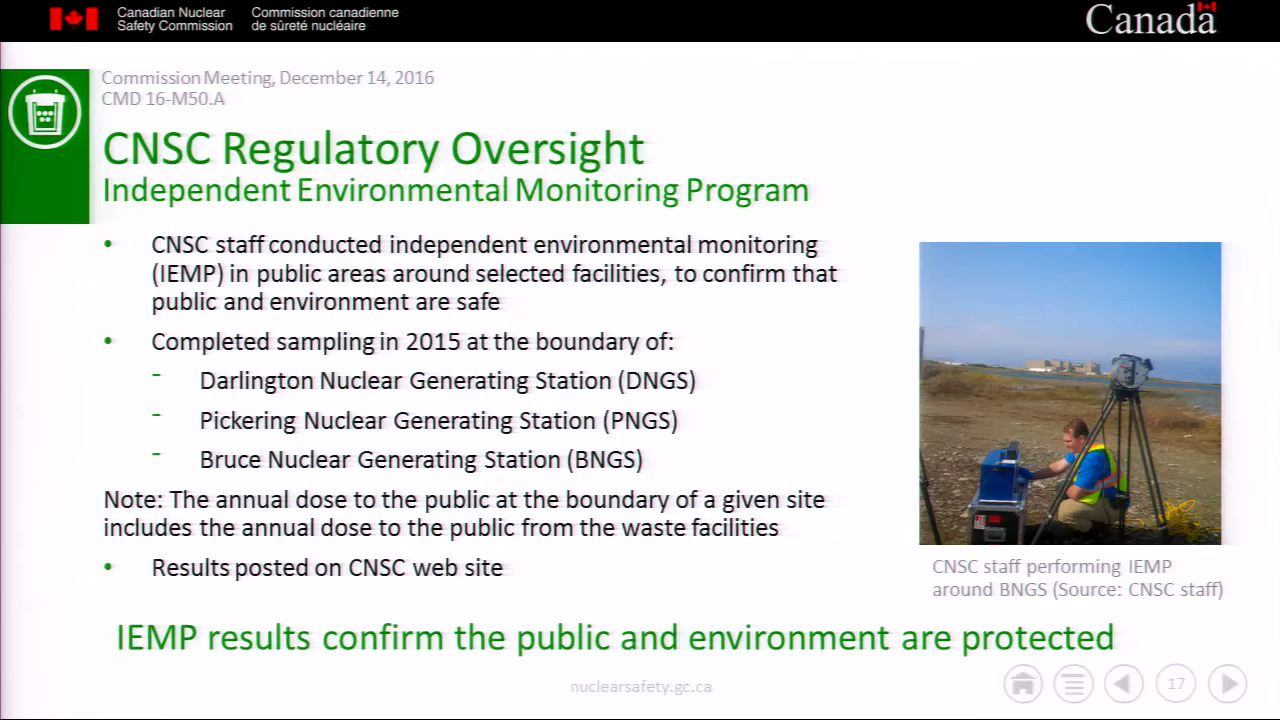 Canadian Nuclear
Safety Commission
Commission canadienne
de sûreté nucléaire
Canada
Commission Meeting, December 14, 2016
CMD 16-M50.A
CNSC Regulatory Oversight
Independent Environmental Monitoring Program
• CNSC staff conducted independent environmental monitoring
(IEMP) in public areas around selected facilities, to confirm that
public and environment are safe
• Completed sampling in 2015 at the boundary of:
- Darlington Nuclear Generating Station (DNGS)
- Pickering Nuclear Generating Station (PNGS)
- Bruce Nuclear Generating Station (BNGS)
Note: The annual dose to the public at the boundary of a given site
includes the annual dose to the public from the waste facilities
• Results posted on CNSC web site
CNSC staff performing IEMP
around BNGS (Source: CNSC staff)
IEMP results confirm the public and environment are protected
nuclearsafety.gc.ca
17